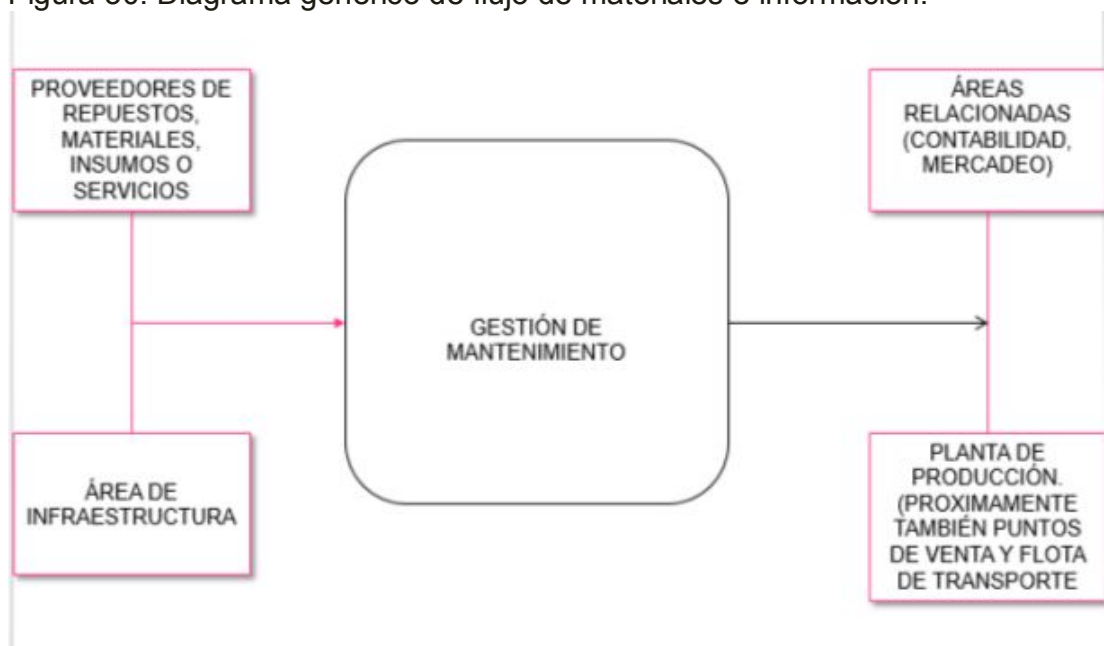 Figura 30. Diagrama genérico de flujo de materiales e información.
PROVEEDORES DE
REPUESTOS,
MATERIALES,
INSUMOS O
SERVICIOS
ÁREAS
RELACIONADAS
(CONTABILIDAD,
MERCADEO)
GESTIÓN DE
MANTENIMIENTO
ÁREA DE
INFRAESTRUCTURA
PLANTA DE
PRODUCCIÓN.
(PROXIMAMENTE
TAMBIÉN PUNTOS
DE VENTA Y FLOTA
DE TRANSPORTE